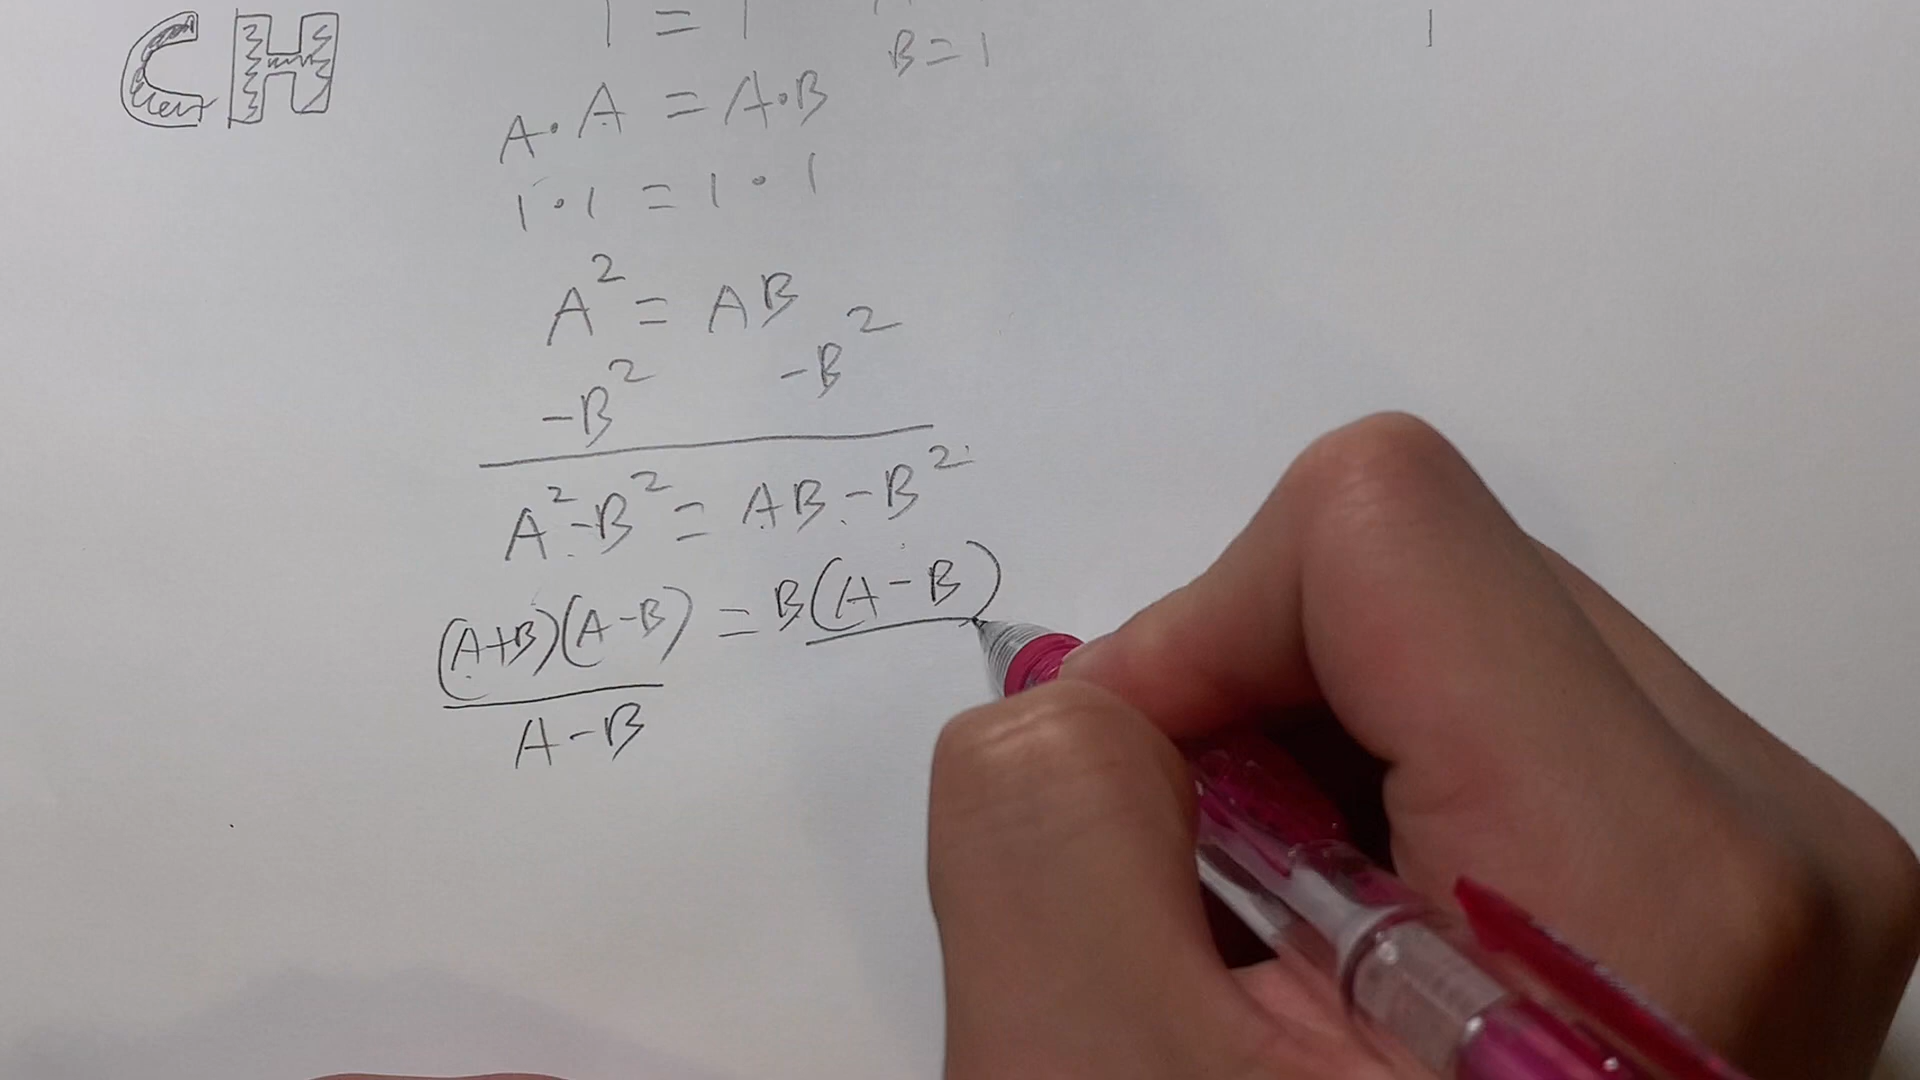 CH
1 = 1
B = 1
A · A = A · B
1 · 1 = 1 · 1
A² = AB
-B² -B²
A² - B² = AB - B²
(A+B)(A-B) = B(A-B)
A-B